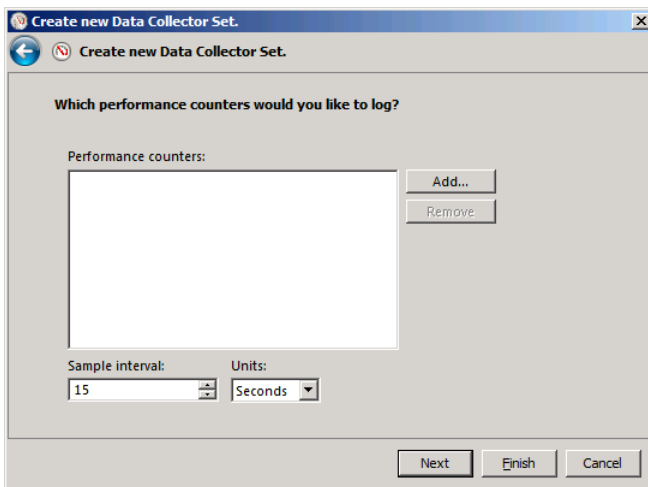 Create new Data Collector Set.
Create new Data Collector Set.
Which performance counters would you like to log?
Performance counters:
Add...
Remove
Sample interval:
Units:
15
Seconds
Next
Finish
Cancel